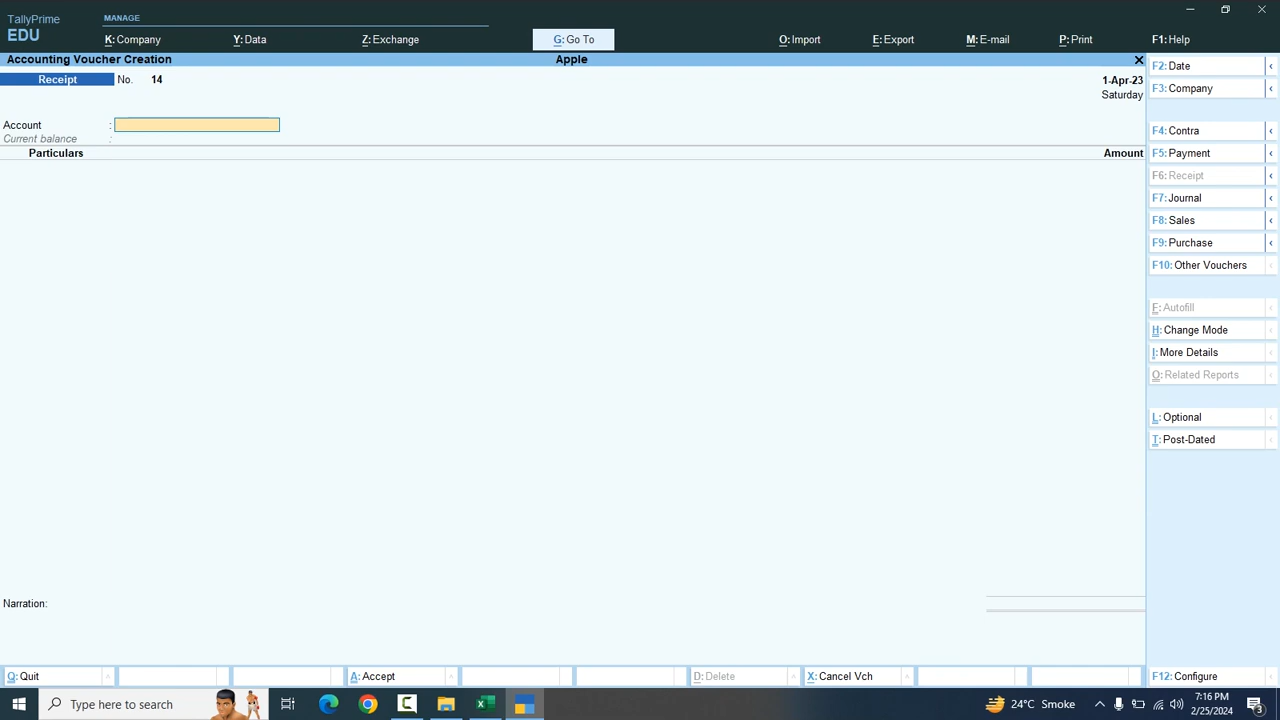 TallyPrime
EDU
MANAGE
K: Company
Y: Data
Z: Exchange
G: Go To
O: Import
E: Export
M: E-mail
P: Print
F1: Help
Accounting Voucher Creation
Apple
Receipt
No. 14
1-Apr-23
Saturday
Account :
Current balance :
Particulars
Amount
F2: Date
F3: Company
F4: Contra
F5: Payment
F6: Receipt
F7: Journal
F8: Sales
F9: Purchase
F10: Other Vouchers
F: Autofill
H: Change Mode
I: More Details
O: Related Reports
L: Optional
T: Post-Dated
Narration:
Q: Quit
A: Accept
D: Delete
X: Cancel Vch
F12: Configure
Type here to search
24°C Smoke
7:16 PM
2/25/2024
3